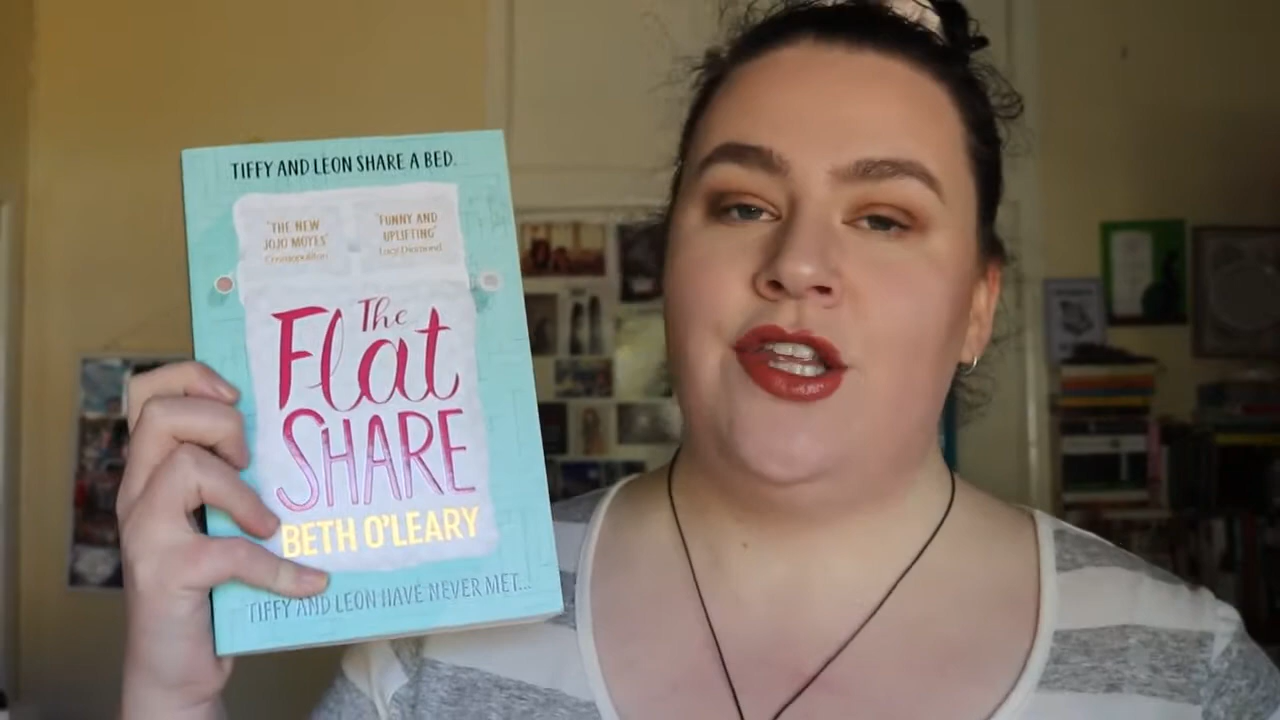 TIFFY AND LEON SHARE A BED.
"THE NEW
JOJO MOYES"
Cosmopolitan
"FUNNY AND
UPLIFTING"
Lucy Diamond
The
Flat
SHARE
BETH O'LEARY
TIFFY AND LEON HAVE NEVER MET...